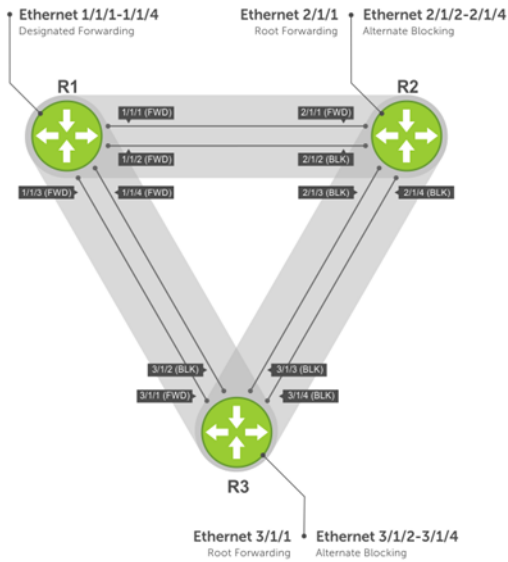 Ethernet 1/1/1-1/1/4
Designated Forwarding
Ethernet 2/1/1
Root Forwarding
Ethernet 2/1/2-2/1/4
Alternate Blocking
R1
R2
1/1/1 (FWD)
2/1/1 (FWD)
1/1/2 (FWD)
2/1/2 (BLK)
1/1/3 (FWD)
1/1/4 (FWD)
2/1/3 (BLK)
2/1/4 (BLK)
3/1/2 (BLK)
3/1/3 (BLK)
3/1/1 (FWD)
3/1/4 (BLK)
R3
Ethernet 3/1/1
Root Forwarding
Ethernet 3/1/2-3/1/4
Alternate Blocking